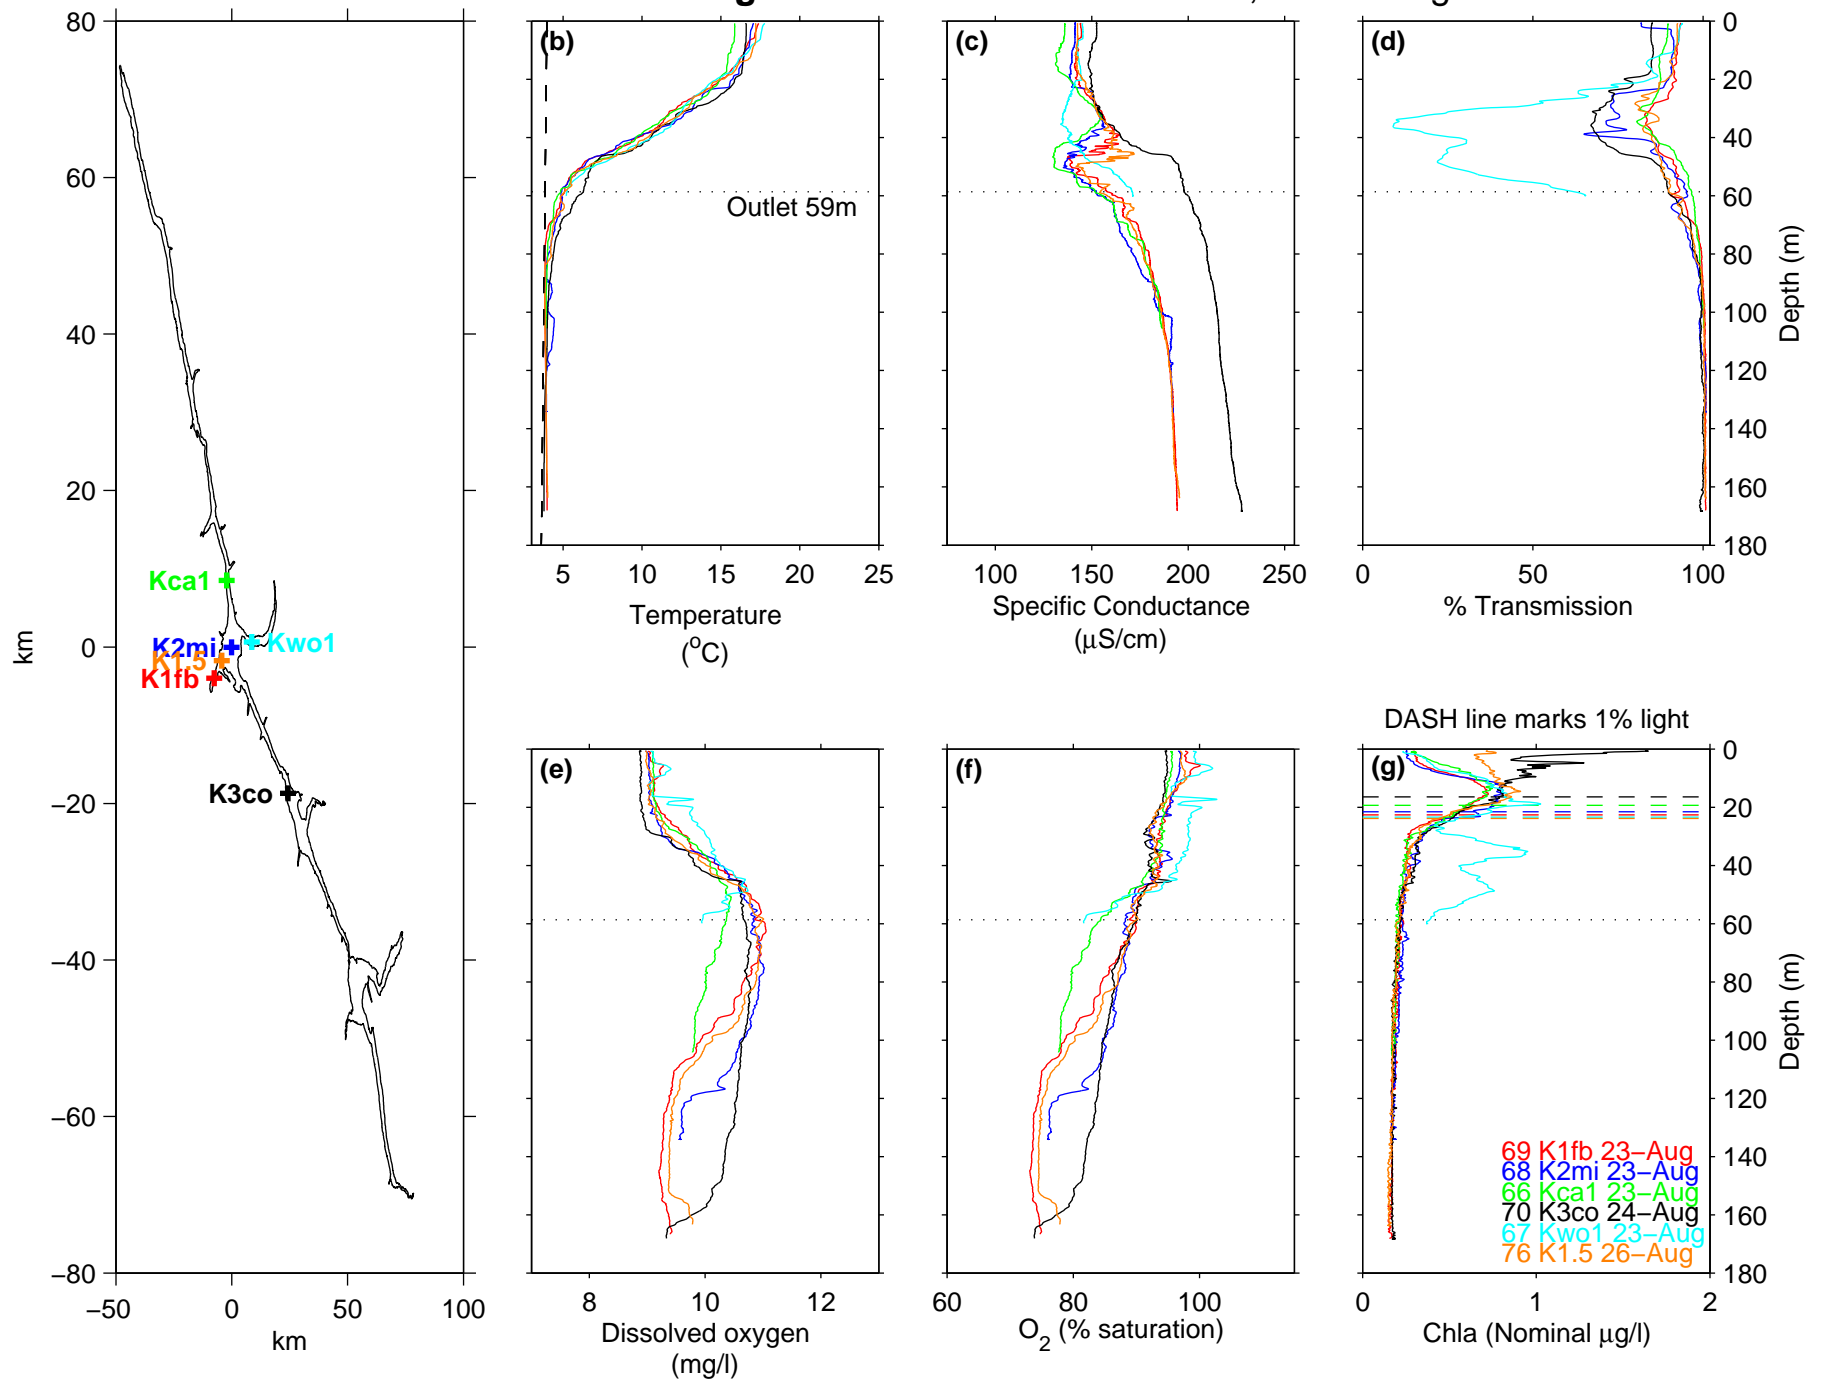 80
60
40
20
0
−20
−40
−60
−80
km
−50
0
50
100
km
Kca1
K2mi
Kwo1
K1.5
K1fb
K3co
(b)
Outlet 59m
5
10
15
20
25
Temperature
(°C)
(c)
100
150
200
250
Specific Conductance
(μS/cm)
(d)
0
50
100
% Transmission
0
20
40
60
80
100
120
140
160
180
Depth (m)
(e)
8
10
12
Dissolved oxygen
(mg/l)
(f)
60
80
100
O2 (% saturation)
DASH line marks 1% light
(g)
69 K1fb 23−Aug
68 K2mi 23−Aug
66 Kca1 23−Aug
70 K3co 24−Aug
67 Kwo1 23−Aug
76 K1.5 26−Aug
0
1
2
Chla (Nominal μg/l)
0
20
40
60
80
100
120
140
160
180
Depth (m)